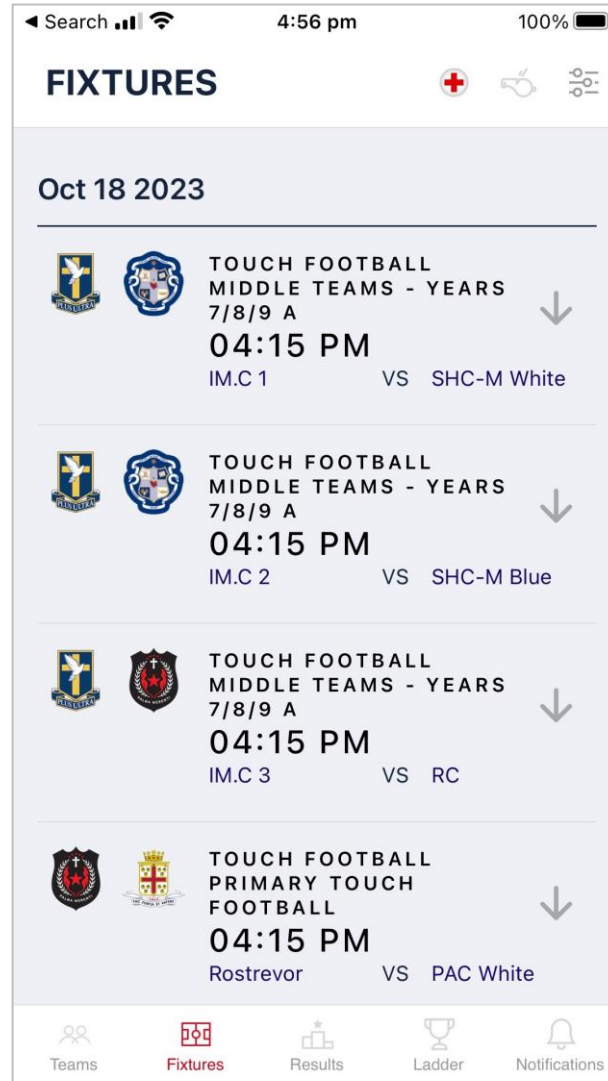 Search 4:56 pm 100%
FIXTURES
Oct 18 2023
TOUCH FOOTBALL
MIDDLE TEAMS - YEARS
7/8/9 A
04:15 PM
IM.C 1 VS SHC-M White
TOUCH FOOTBALL
MIDDLE TEAMS - YEARS
7/8/9 A
04:15 PM
IM.C 2 VS SHC-M Blue
TOUCH FOOTBALL
MIDDLE TEAMS - YEARS
7/8/9 A
04:15 PM
IM.C 3 VS RC
TOUCH FOOTBALL
PRIMARY TOUCH
FOOTBALL
04:15 PM
Rostrevor VS PAC White
Teams Fixtures Results Ladder Notifications